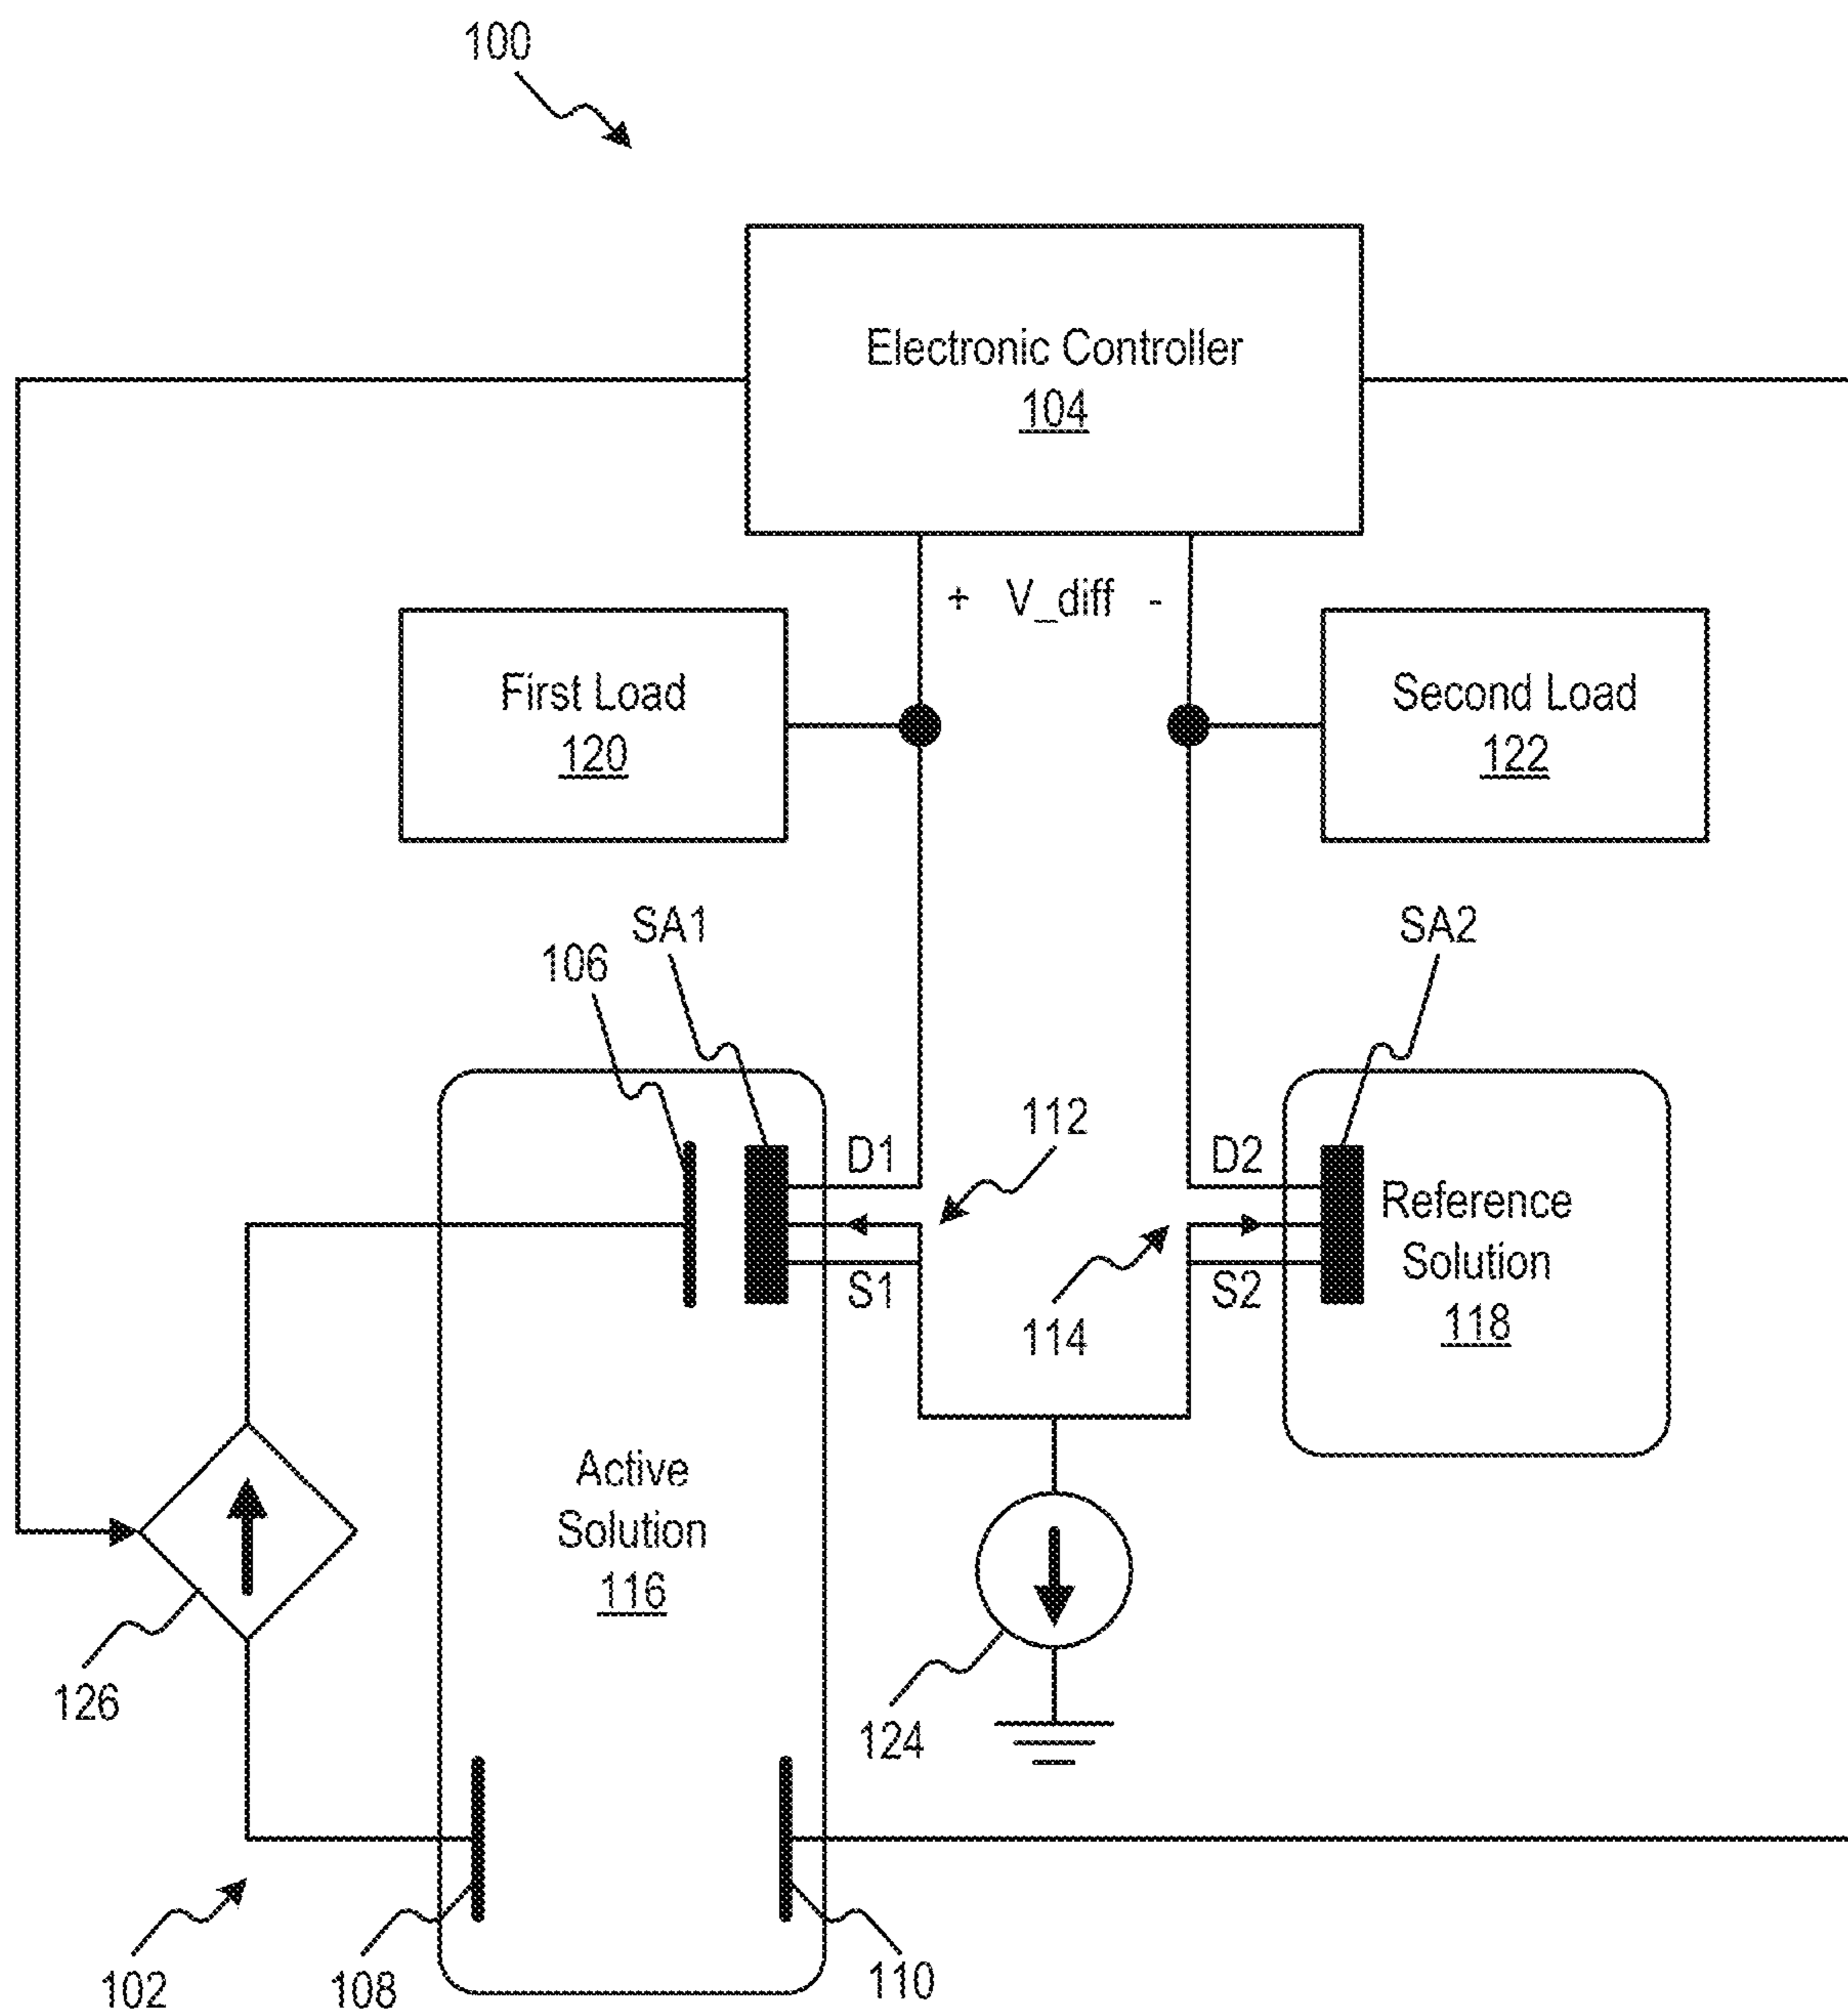 100
Electronic Controller
104
+ V_diff -
First Load
120
Second Load
122
SA1
SA2
106
112
D1
D2
S1
S2
114
Reference
Solution
118
Active
Solution
116
126
124
102
108
110